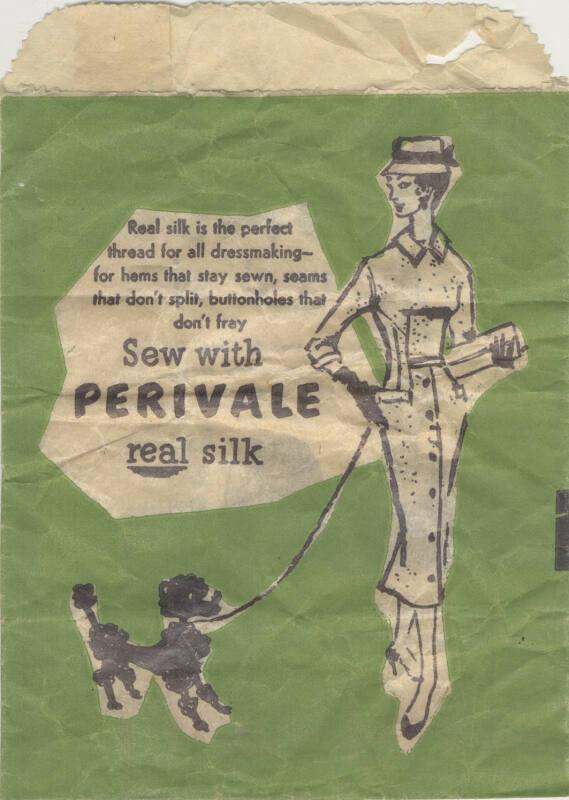 Real silk is the perfect
thread for all dressmaking—
for hems that stay sewn, seams
that don't split, buttonholes that
don't fray
Sew with
PERIVALE
real silk